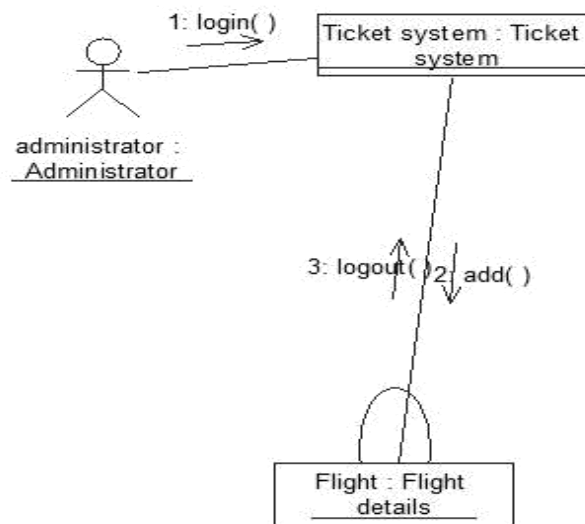 1: login( )
Ticket system : Ticket
system
administrator :
Administrator
3: logout( )
2: add( )
Flight : Flight
details